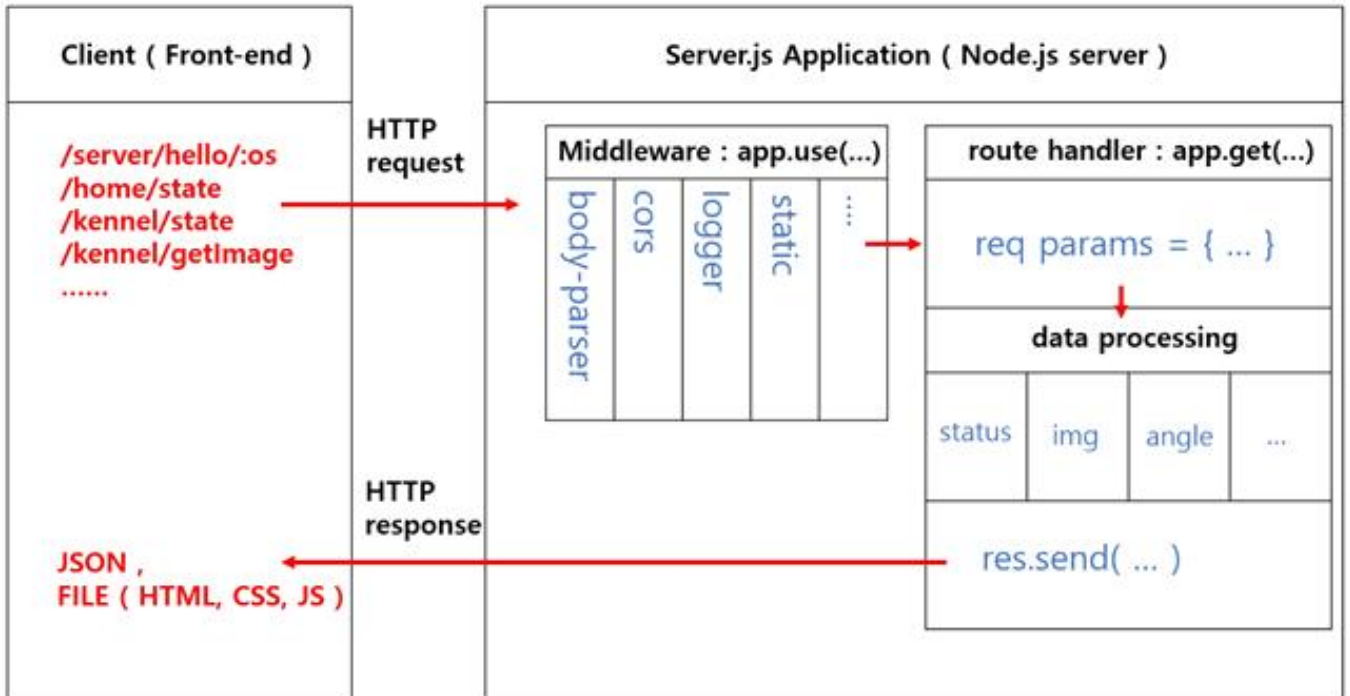 Client ( Front-end )
Server.js Application ( Node.js server )
/server/hello/:os
/home/state
/kennel/state
/kennel/getImage
......
HTTP
request
Middleware : app.use(...)
body-parser
cors
logger
static
....
route handler : app.get(...)
req params = { ... }
data processing
status
img
angle
...
res.send( ... )
HTTP
response
JSON ,
FILE ( HTML, CSS, JS )